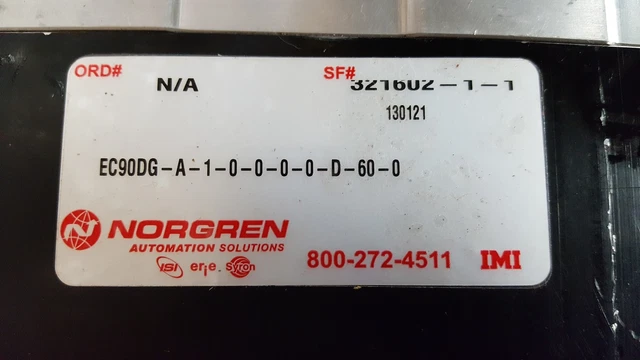 ORD# N/A SF# 321602-1-1
130121
EC90DG-A-1-0-0-0-0-D-60-0
NORGREN
AUTOMATION SOLUTIONS
ISI erie. Syron 800-272-4511 IMI